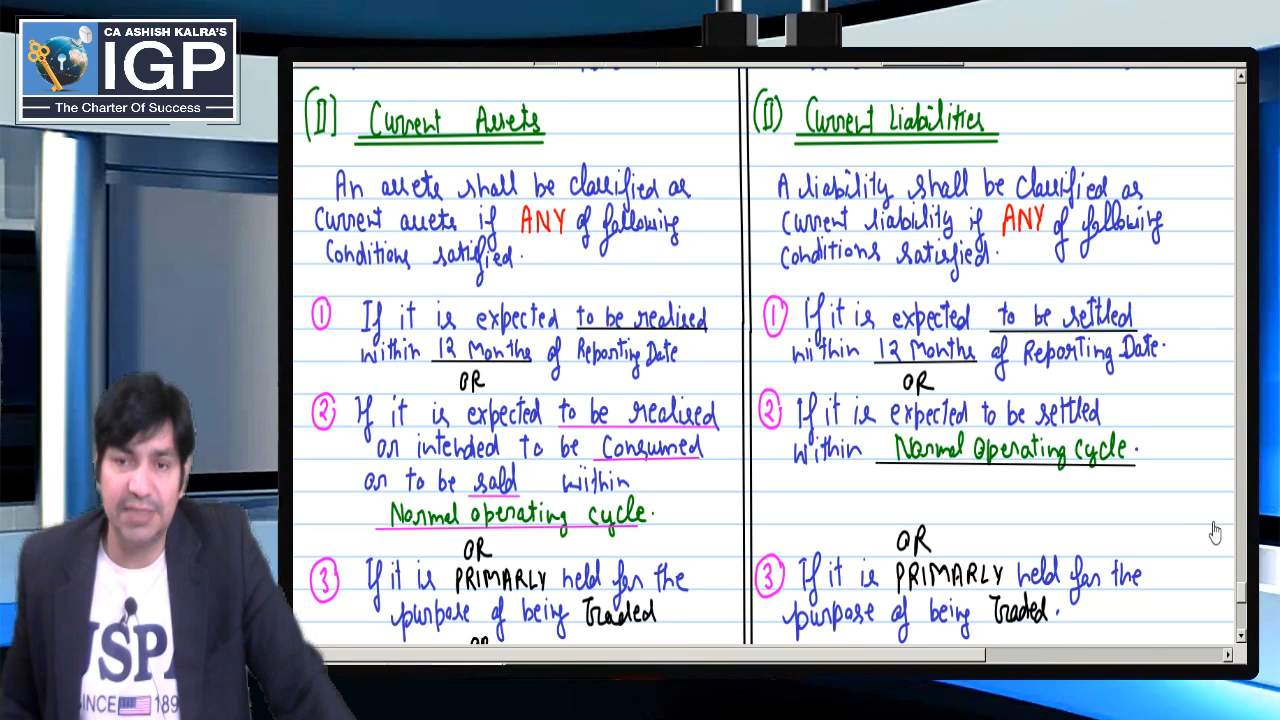 CA ASHISH KALRA'S
IGP
The Charter Of Success
(II) Current Assets
An assets shall be classified as
Current assets if ANY of following
Conditions satisfied.
① If it is expected to be realised
within 12 Months of Reporting Date
OR
② If it is expected to be realised
or intended to be Consumed
or to be sold within
Normal operating cycle.
OR
③ If it is PRIMARLY held for the
purpose of being Traded
OR
(II) Current Liabilities
A liability shall be classified as
Current liability if ANY of following
Conditions satisfied.
① If it is expected to be settled
within 12 Months of Reporting Date.
OR
② If it is expected to be settled
within Normal Operating cycle.
OR
③ If it is PRIMARLY held for the
purpose of being Traded.
USPA
SINCE 189